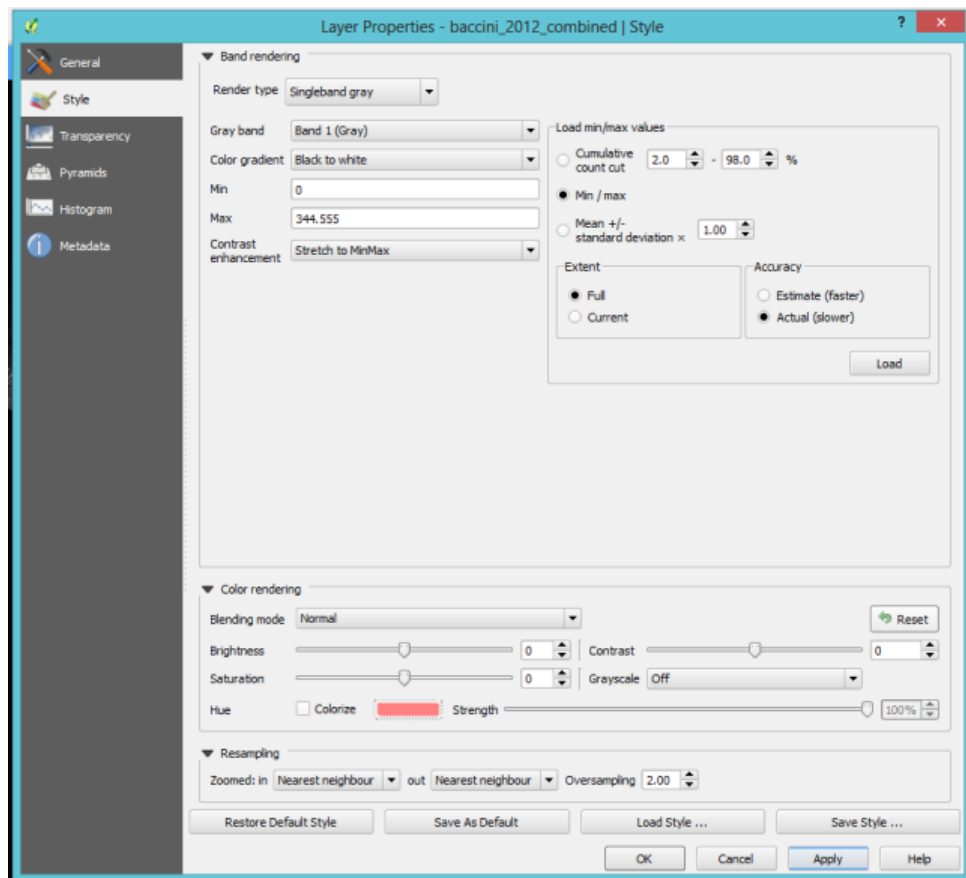 Layer Properties - baccini_2012_combined | Style
?
×
General
Style
Transparency
Pyramids
Histogram
Metadata
Band rendering
Render type Singleband gray
Gray band Band 1 (Gray)
Color gradient Black to white
Min 0
Max 344.555
Contrast
enhancement Stretch to MinMax
Load min/max values
Cumulative
count cut 2.0 - 98.0 %
Min / max
Mean +/-
standard deviation × 1.00
Extent
Full
Current
Accuracy
Estimate (faster)
Actual (slower)
Load
Color rendering
Blending mode Normal Reset
Brightness 0 Contrast 0
Saturation 0 Grayscale Off
Hue Colorize Strength 100%
Resampling
Zoomed: in Nearest neighbour out Nearest neighbour Oversampling 2.00
Restore Default Style Save As Default Load Style ... Save Style ...
OK Cancel Apply Help